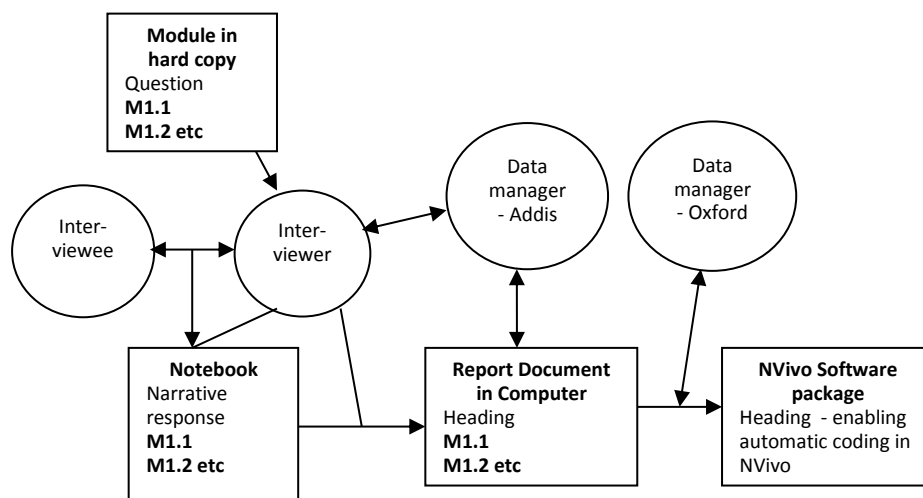 Module in
hard copy
Question
M1.1
M1.2 etc
Data
manager
- Addis
Data
manager
- Oxford
Inter-
viewee
Inter-
viewer
Notebook
Narrative
response
M1.1
M1.2 etc
Report Document
in Computer
Heading
M1.1
M1.2 etc
NVivo Software
package
Heading - enabling
automatic coding in
NVivo